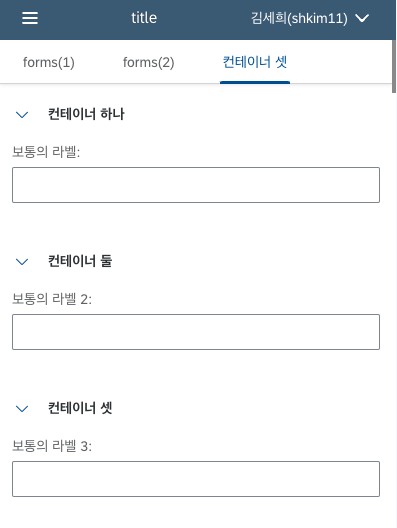 title 김세희(shkim11)
forms(1) forms(2) 컨테이너 셋
컨테이너 하나
보통의 라벨:
컨테이너 둘
보통의 라벨 2:
컨테이너 셋
보통의 라벨 3: